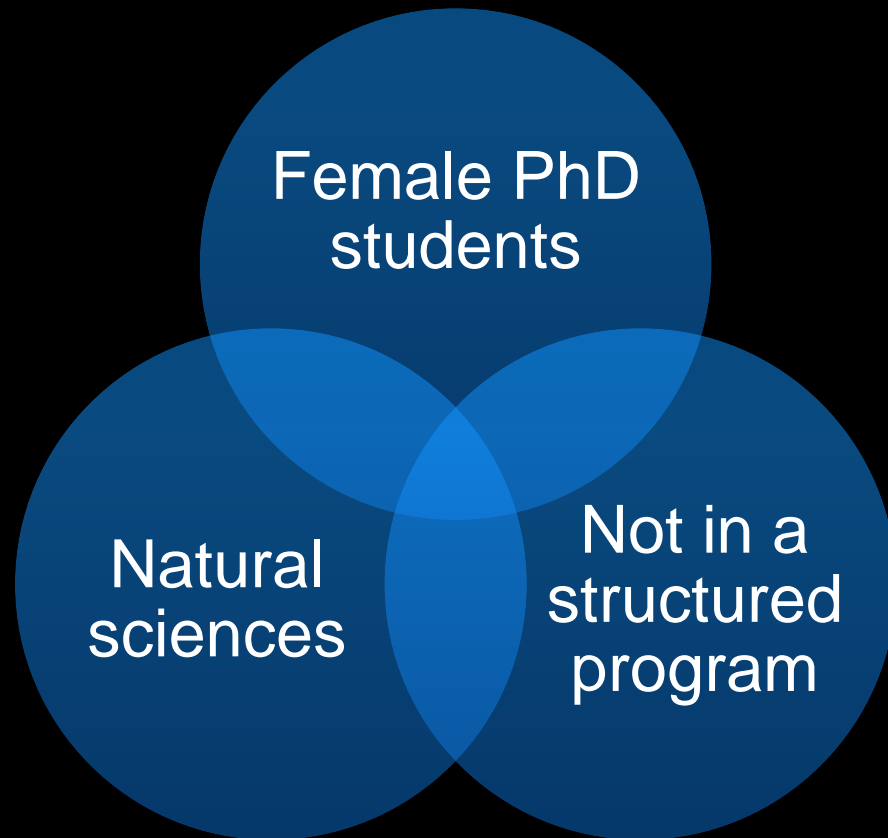 Female PhD
students
Natural
sciences
Not in a
structured
program